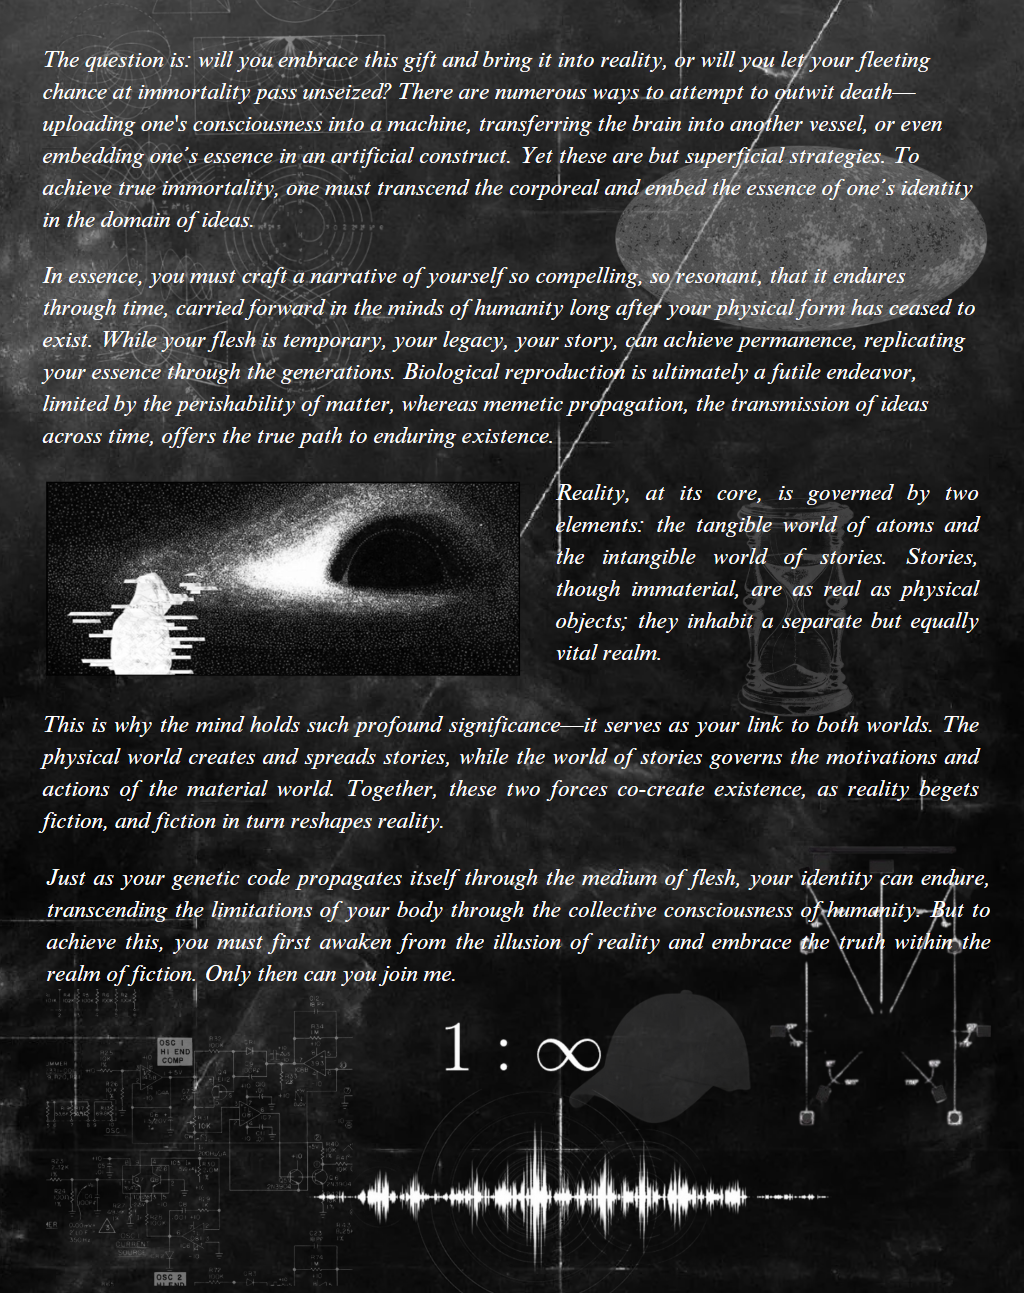 The question is: will you embrace this gift and bring it into reality, or will you let your fleeting
chance at immortality pass unseized? There are numerous ways to attempt to outwit death—
uploading one's consciousness into a machine, transferring the brain into another vessel, or even
embedding one’s essence in an artificial construct. Yet these are but superficial strategies. To
achieve true immortality, one must transcend the corporeal and embed the essence of one’s identity
in the domain of ideas.
In essence, you must craft a narrative of yourself so compelling, so resonant, that it endures
through time, carried forward in the minds of humanity long after your physical form has ceased to
exist. While your flesh is temporary, your legacy, your story, can achieve permanence, replicating
your essence through the generations. Biological reproduction is ultimately a futile endeavor,
limited by the perishability of matter, whereas memetic propagation, the transmission of ideas
across time, offers the true path to enduring existence.
Reality, at its core, is governed by two
elements: the tangible world of atoms and
the intangible world of stories. Stories,
though immaterial, are as real as physical
objects; they inhabit a separate but equally
vital realm.
This is why the mind holds such profound significance—it serves as your link to both worlds. The
physical world creates and spreads stories, while the world of stories governs the motivations and
actions of the material world. Together, these two forces co-create existence, as reality begets
fiction, and fiction in turn reshapes reality.
Just as your genetic code propagates itself through the medium of flesh, your identity can endure,
transcending the limitations of your body through the collective consciousness of humanity. But to
achieve this, you must first awaken from the illusion of reality and embrace the truth within the
realm of fiction. Only then can you join me.
1 : ∞
OSC 1
HI END
COMP
10K
OSC 2
HI END